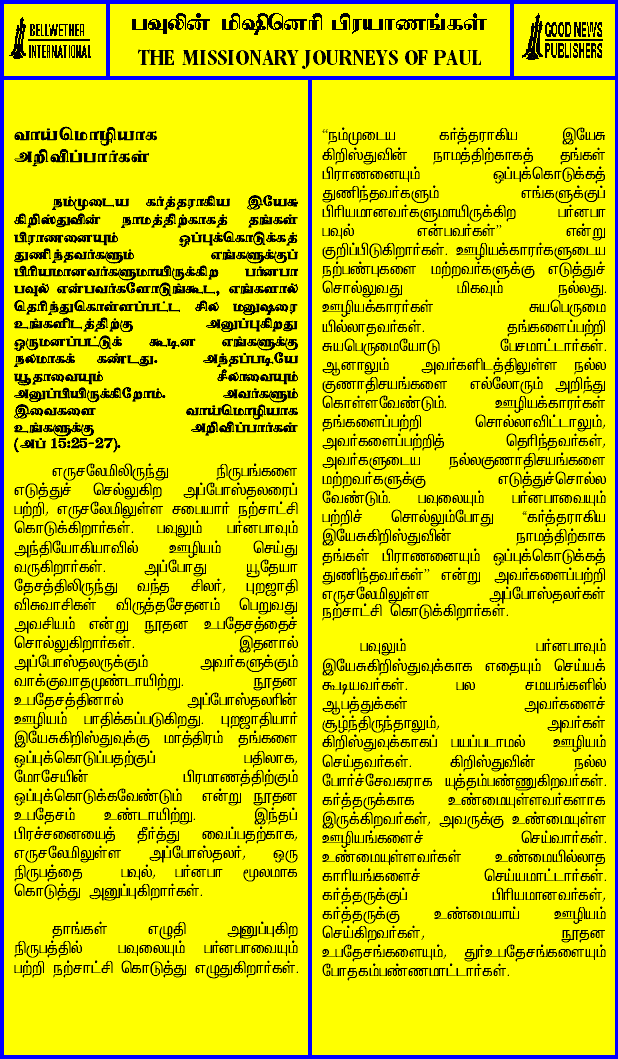 BELLWETHER
INTERNATIONAL
பவுலின் மிஷினெரி பிரயாணங்கள்
THE MISSIONARY JOURNEYS OF PAUL
GOOD NEWS
PUBLISHERS
வாய்மொழியாக
அறிவிப்பார்கள்
நம்முடைய கர்த்தராகிய இயேசு
கிறிஸ்துவின் நாமத்திற்காகத் தங்கள்
பிராணனையும் ஒப்புக்கொடுக்கத்
துணிந்தவர்களும் எங்களுக்குப்
பிரியமானவர்களுமாயிருக்கிற பர்னபா
பவுல் என்பவர்களோடுங்கூட, எங்களால்
தெரிந்துகொள்ளப்பட்ட சில மனுஷரை
உங்களிடத்திற்கு அனுப்புகிறது
ஒருமனப்பட்டுக் கூடின எங்களுக்கு
நலமாகக் கண்டது. அந்தப்படியே
யூதாவையும் சீலாவையும்
அனுப்பியிருக்கிறோம். அவர்களும்
இவைகளை வாய்மொழியாக
உங்களுக்கு அறிவிப்பார்கள்
(அப் 15:25-27).
எருசலேமிலிருந்து நிருபங்களை
எடுத்துச் செல்லுகிற அப்போஸ்தலரைப்
பற்றி, எருசலேமிலுள்ள சபையார் நற்சாட்சி
கொடுக்கிறார்கள். பவுலும் பர்னபாவும்
அந்தியோகியாவில் ஊழியம் செய்து
வருகிறார்கள். அப்போது யூதேயா
தேசத்திலிருந்து வந்த சிலர், புறஜாதி
விசுவாசிகள் விருத்தசேதனம் பெறுவது
அவசியம் என்று நூதன உபதேசத்தைச்
சொல்லுகிறார்கள். இதனால்
அப்போஸ்தலருக்கும் அவர்களுக்கும்
வாக்குவாதமுண்டாயிற்று. நூதன
உபதேசத்தினால் அப்போஸ்தலரின்
ஊழியம் பாதிக்கப்படுகிறது. புறஜாதியார்
இயேசுகிறிஸ்துவுக்கு மாத்திரம் தங்களை
ஒப்புக்கொடுப்பதற்குப் பதிலாக,
மோசேயின் பிரமாணத்திற்கும்
ஒப்புக்கொடுக்கவேண்டும் என்று நூதன
உபதேசம் உண்டாயிற்று. இந்தப்
பிரச்சனையைத் தீர்த்து வைப்பதற்காக,
எருசலேமிலுள்ள அப்போஸ்தலர், ஒரு
நிருபத்தை பவுல், பர்னபா மூலமாக
கொடுத்து அனுப்புகிறார்கள்.
தாங்கள் எழுதி அனுப்புகிற
நிருபத்தில் பவுலையும் பர்னபாவையும்
பற்றி நற்சாட்சி கொடுத்து எழுதுகிறார்கள்.
“நம்முடைய கர்த்தராகிய இயேசு
கிறிஸ்துவின் நாமத்திற்காகத் தங்கள்
பிராணனையும் ஒப்புக்கொடுக்கத்
துணிந்தவர்களும் எங்களுக்குப்
பிரியமானவர்களுமாயிருக்கிற பர்னபா
பவுல் என்பவர்கள்” என்று
குறிப்பிடுகிறார்கள். ஊழியக்காரர்களுடைய
நற்பண்புகளை மற்றவர்களுக்கு எடுத்துச்
சொல்லுவது மிகவும் நல்லது.
ஊழியக்காரர்கள் சுயபெருமை
யில்லாதவர்கள். தங்களைப்பற்றி
சுயபெருமையோடு பேசமாட்டார்கள்.
ஆனாலும் அவர்களிடத்திலுள்ள நல்ல
குணாதிசயங்களை எல்லோரும் அறிந்து
கொள்ளவேண்டும். ஊழியக்காரர்கள்
தங்களைப்பற்றி சொல்லாவிட்டாலும்,
அவர்களைப்பற்றித் தெரிந்தவர்கள்,
அவர்களுடைய நல்லகுணாதிசயங்களை
மற்றவர்களுக்கு எடுத்துச்சொல்ல
வேண்டும். பவுலையும் பர்னபாவையும்
பற்றிச் சொல்லும்போது “கர்த்தராகிய
இயேசுகிறிஸ்துவின் நாமத்திற்காக
தங்கள் பிராணனையும் ஒப்புக்கொடுக்கத்
துணிந்தவர்கள்” என்று அவர்களைப்பற்றி
எருசலேமிலுள்ள அப்போஸ்தலர்கள்
நற்சாட்சி கொடுக்கிறார்கள்.
பவுலும் பர்னபாவும்
இயேசுகிறிஸ்துவுக்காக எதையும் செய்யக்
கூடியவர்கள். பல சமயங்களில்
ஆபத்துக்கள் அவர்களைச்
சூழ்ந்திருந்தாலும், அவர்கள்
கிறிஸ்துவுக்காகப் பயப்படாமல் ஊழியம்
செய்தவர்கள். கிறிஸ்துவின் நல்ல
போர்ச்சேவகராக யுத்தம்பண்ணுகிறவர்கள்.
கர்த்தருக்காக உண்மையுள்ளவர்களாக
இருக்கிறவர்கள், அவருக்கு உண்மையுள்ள
ஊழியங்களைச் செய்வார்கள்.
உண்மையுள்ளவர்கள் உண்மையில்லாத
காரியங்களைச் செய்யமாட்டார்கள்.
கர்த்தருக்குப் பிரியமானவர்கள்,
கர்த்தருக்கு உண்மையாய் ஊழியம்
செய்கிறவர்கள், நூதன
உபதேசங்களையும், துர்உபதேசங்களையும்
போதகம்பண்ணமாட்டார்கள்.